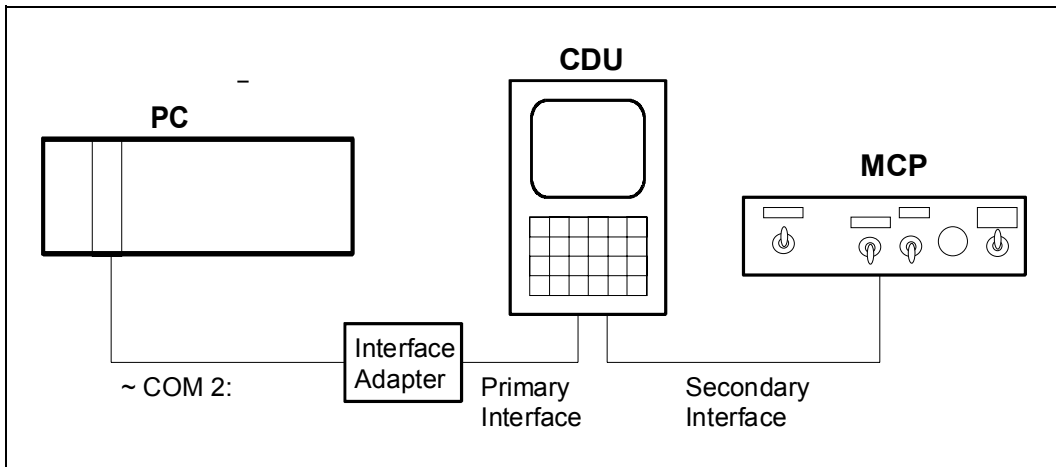 CDU
–
PC
MCP
Interface
Adapter
~ COM 2:
Primary
Interface
Secondary
Interface